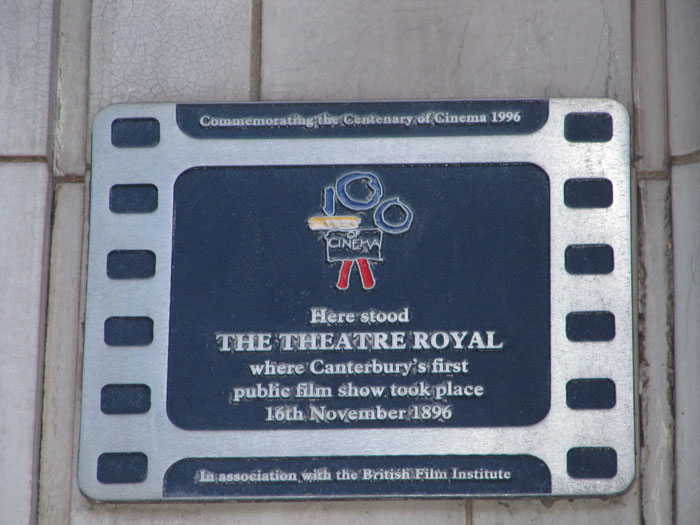 Commemorating the Centenary of Cinema 1996
100
YEARS
OF
CINEMA
Here stood
THE THEATRE ROYAL
where Canterbury's first
public film show took place
16th November 1896
In association with the British Film Institute